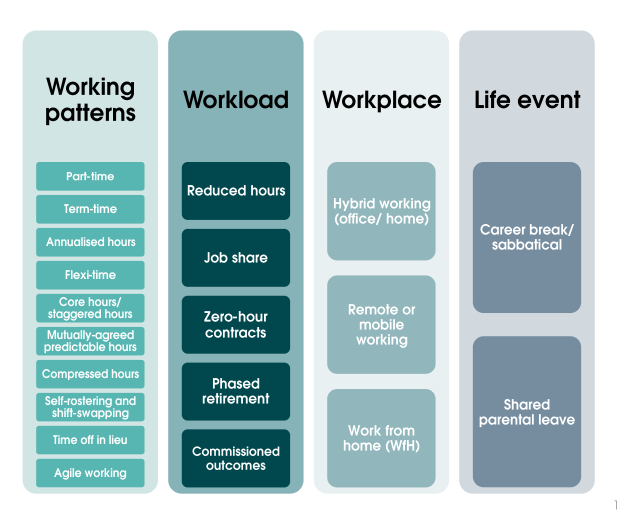 Working
patterns
Part-time
Term-time
Annualised hours
Flexi-time
Core hours/
staggered hours
Mutually-agreed
predictable hours
Compressed hours
Self-rostering and
shift-swapping
Time off in lieu
Agile working
Workload
Reduced hours
Job share
Zero-hour
contracts
Phased
retirement
Commissioned
outcomes
Workplace
Hybrid working
(office/ home)
Remote or
mobile
working
Work from
home (WfH)
Life event
Career break/
sabbatical
Shared
parental leave